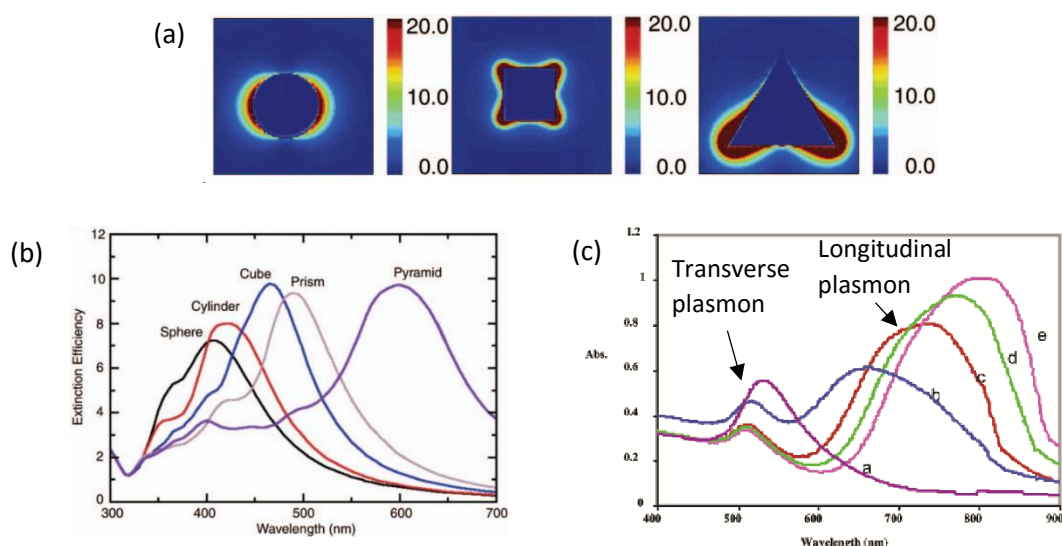 (a)
20.0
10.0
0.0
20.0
10.0
0.0
20.0
10.0
0.0
(b)
12
10
8
6
4
2
0
Extinction Efficiency
Sphere
Cylinder
Cube
Prism
Pyramid
300
400
500
600
700
Wavelength (nm)
(c)
1.2
1
0.8
0.6
0.4
0.2
0
Abs.
Transverse
plasmon
Longitudinal
plasmon
a
b
c
d
e
400
500
600
700
800
900
Wavelength (nm)